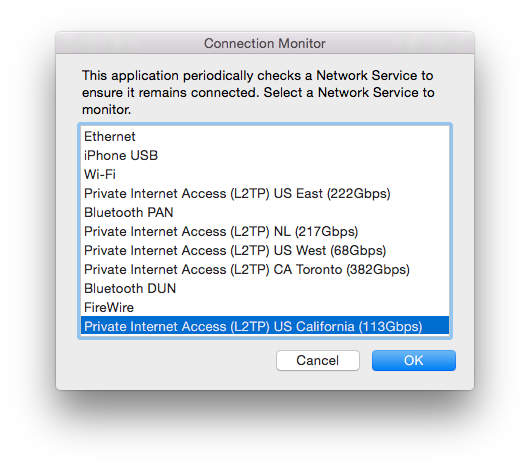 Connection Monitor
This application periodically checks a Network Service to
ensure it remains connected. Select a Network Service to
monitor.
Ethernet
iPhone USB
Wi-Fi
Private Internet Access (L2TP) US East (222Gbps)
Bluetooth PAN
Private Internet Access (L2TP) NL (217Gbps)
Private Internet Access (L2TP) US West (68Gbps)
Private Internet Access (L2TP) CA Toronto (382Gbps)
Bluetooth DUN
FireWire
Private Internet Access (L2TP) US California (113Gbps)
Cancel OK